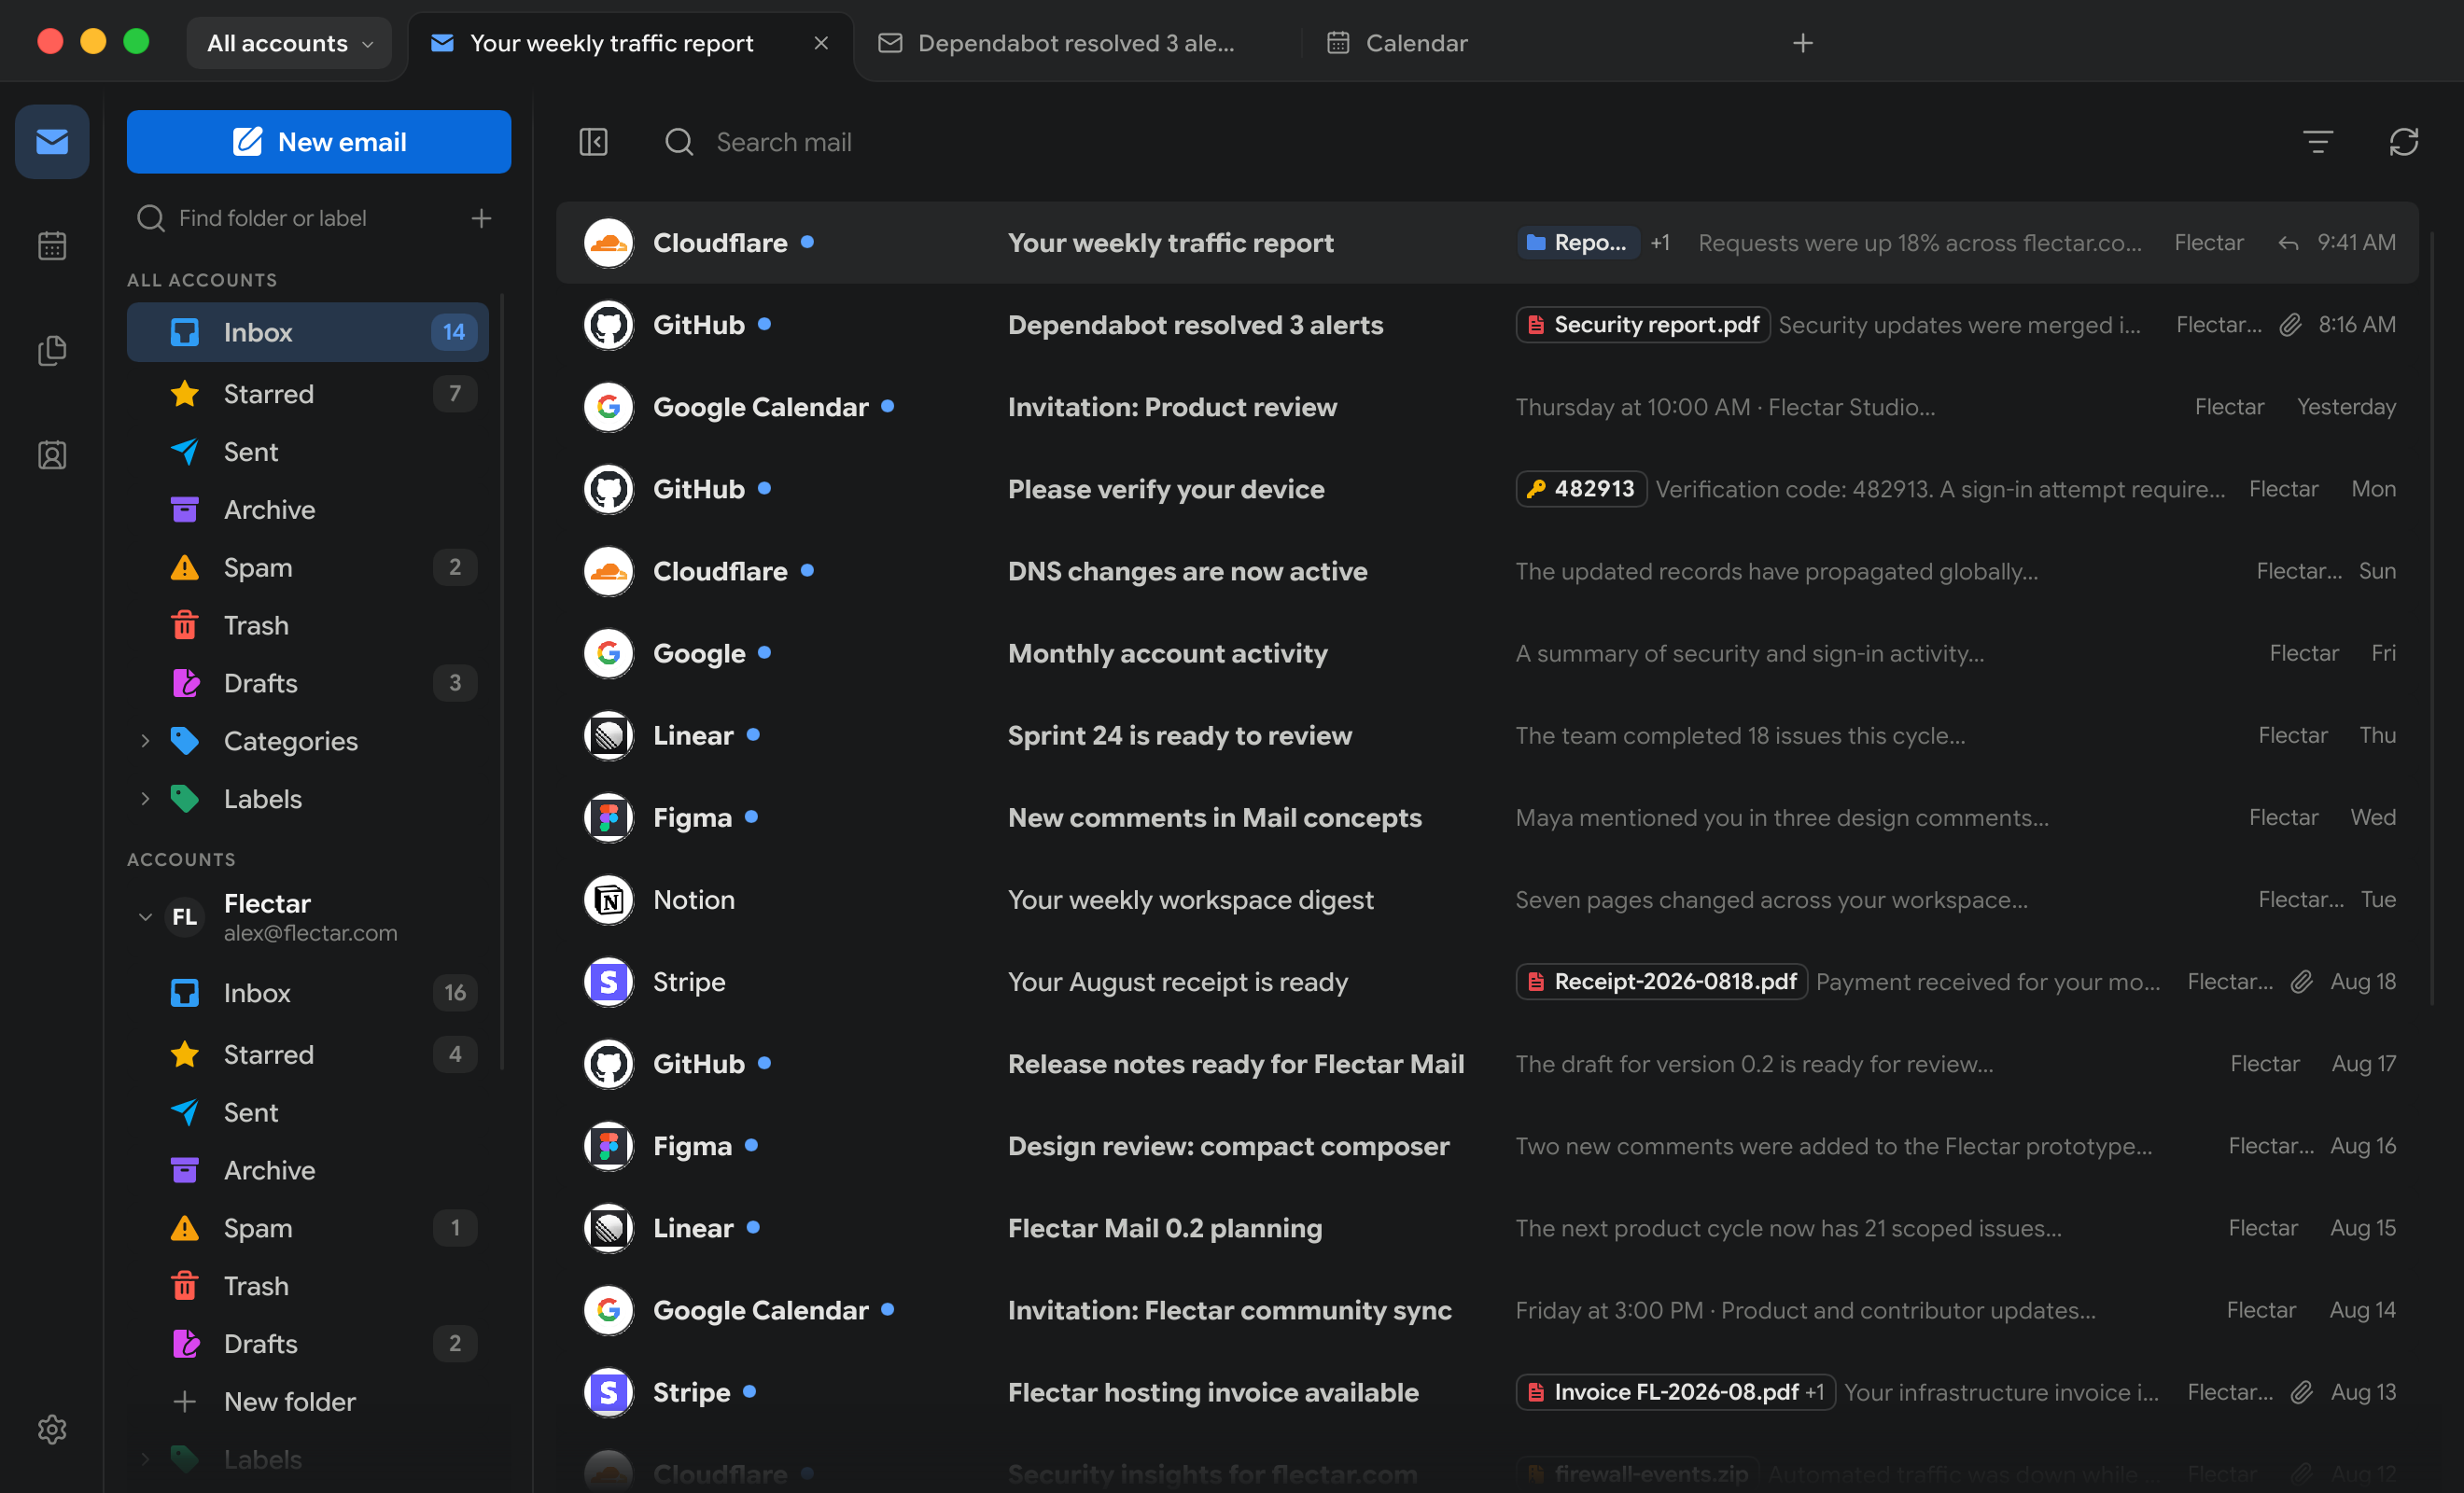 All accounts
Your weekly traffic report
Dependabot resolved 3 ale...
Calendar
New email
Find folder or label
ALL ACCOUNTS
Inbox 14
Starred 7
Sent
Archive
Spam 2
Trash
Drafts 3
Categories
Labels
ACCOUNTS
FL Flectar
alex@flectar.com
Inbox 16
Starred 4
Sent
Archive
Spam 1
Trash
Drafts 2
New folder
Labels
Search mail
Cloudflare Your weekly traffic report Repo... +1 Requests were up 18% across flectar.co... Flectar 9:41 AM
GitHub Dependabot resolved 3 alerts Security report.pdf Security updates were merged i... Flectar... 8:16 AM
Google Calendar Invitation: Product review Thursday at 10:00 AM · Flectar Studio... Flectar Yesterday
GitHub Please verify your device 482913 Verification code: 482913. A sign-in attempt require... Flectar Mon
Cloudflare DNS changes are now active The updated records have propagated globally... Flectar... Sun
Google Monthly account activity A summary of security and sign-in activity... Flectar Fri
Linear Sprint 24 is ready to review The team completed 18 issues this cycle... Flectar Thu
Figma New comments in Mail concepts Maya mentioned you in three design comments... Flectar Wed
Notion Your weekly workspace digest Seven pages changed across your workspace... Flectar... Tue
Stripe Your August receipt is ready Receipt-2026-0818.pdf Payment received for your mo... Flectar... Aug 18
GitHub Release notes ready for Flectar Mail The draft for version 0.2 is ready for review... Flectar Aug 17
Figma Design review: compact composer Two new comments were added to the Flectar prototype... Flectar... Aug 16
Linear Flectar Mail 0.2 planning The next product cycle now has 21 scoped issues... Flectar Aug 15
Google Calendar Invitation: Flectar community sync Friday at 3:00 PM · Product and contributor updates... Flectar Aug 14
Stripe Flectar hosting invoice available Invoice FL-2026-08.pdf +1 Your infrastructure invoice i... Flectar... Aug 13
Cloudflare Security insights for flectar.com firewall-events.zip Automated traffic was down while ... Flectar Aug 12